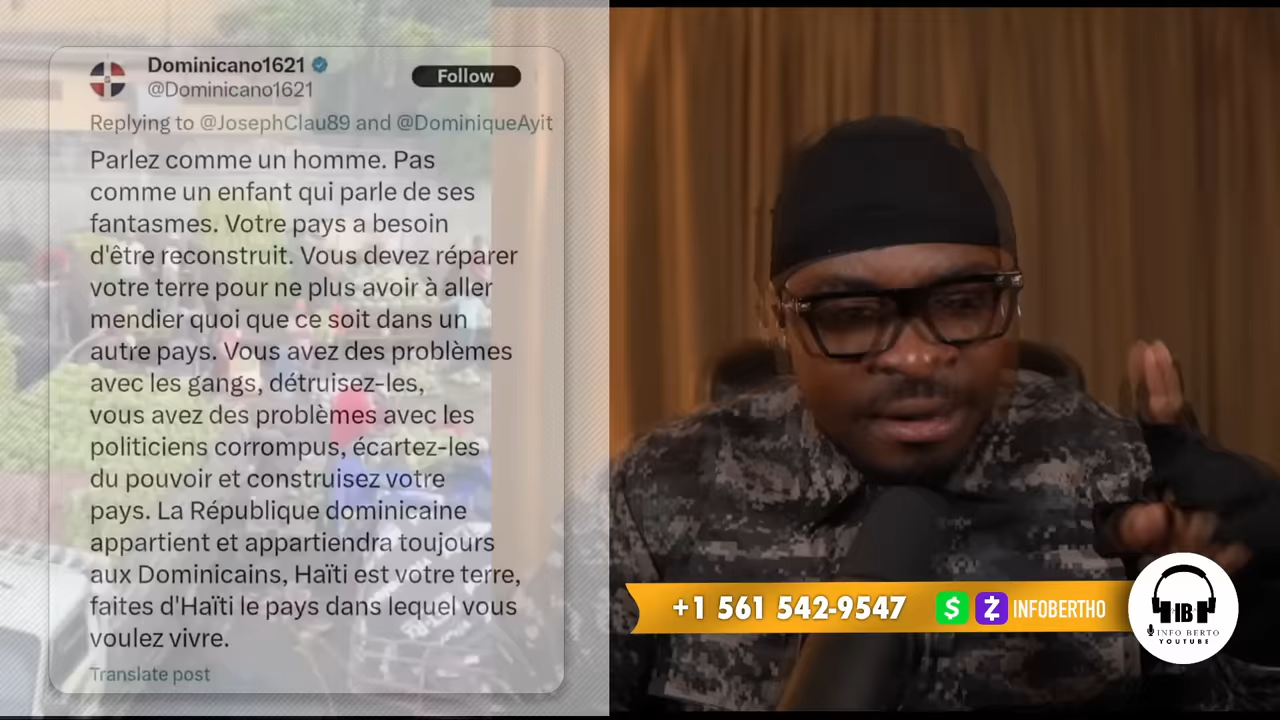 Dominicano1621
@Dominicano1621
Follow
Replying to @JosephClau89 and @DominiqueAyit
Parlez comme un homme. Pas
comme un enfant qui parle de ses
fantasmes. Votre pays a besoin
d'être reconstruit. Vous devez réparer
votre terre pour ne plus avoir à aller
mendier quoi que ce soit dans un
autre pays. Vous avez des problèmes
avec les gangs, détruisez-les,
vous avez des problèmes avec les
politiciens corrompus, écartez-les
du pouvoir et construisez votre
pays. La République dominicaine
appartient et appartiendra toujours
aux Dominicains, Haïti est votre terre,
faites d'Haïti le pays dans lequel vous
voulez vivre.
Translate post
+1 561 542-9547
$ Z INFOBERTHO
IB
INFO BERTO
YOUTUBE